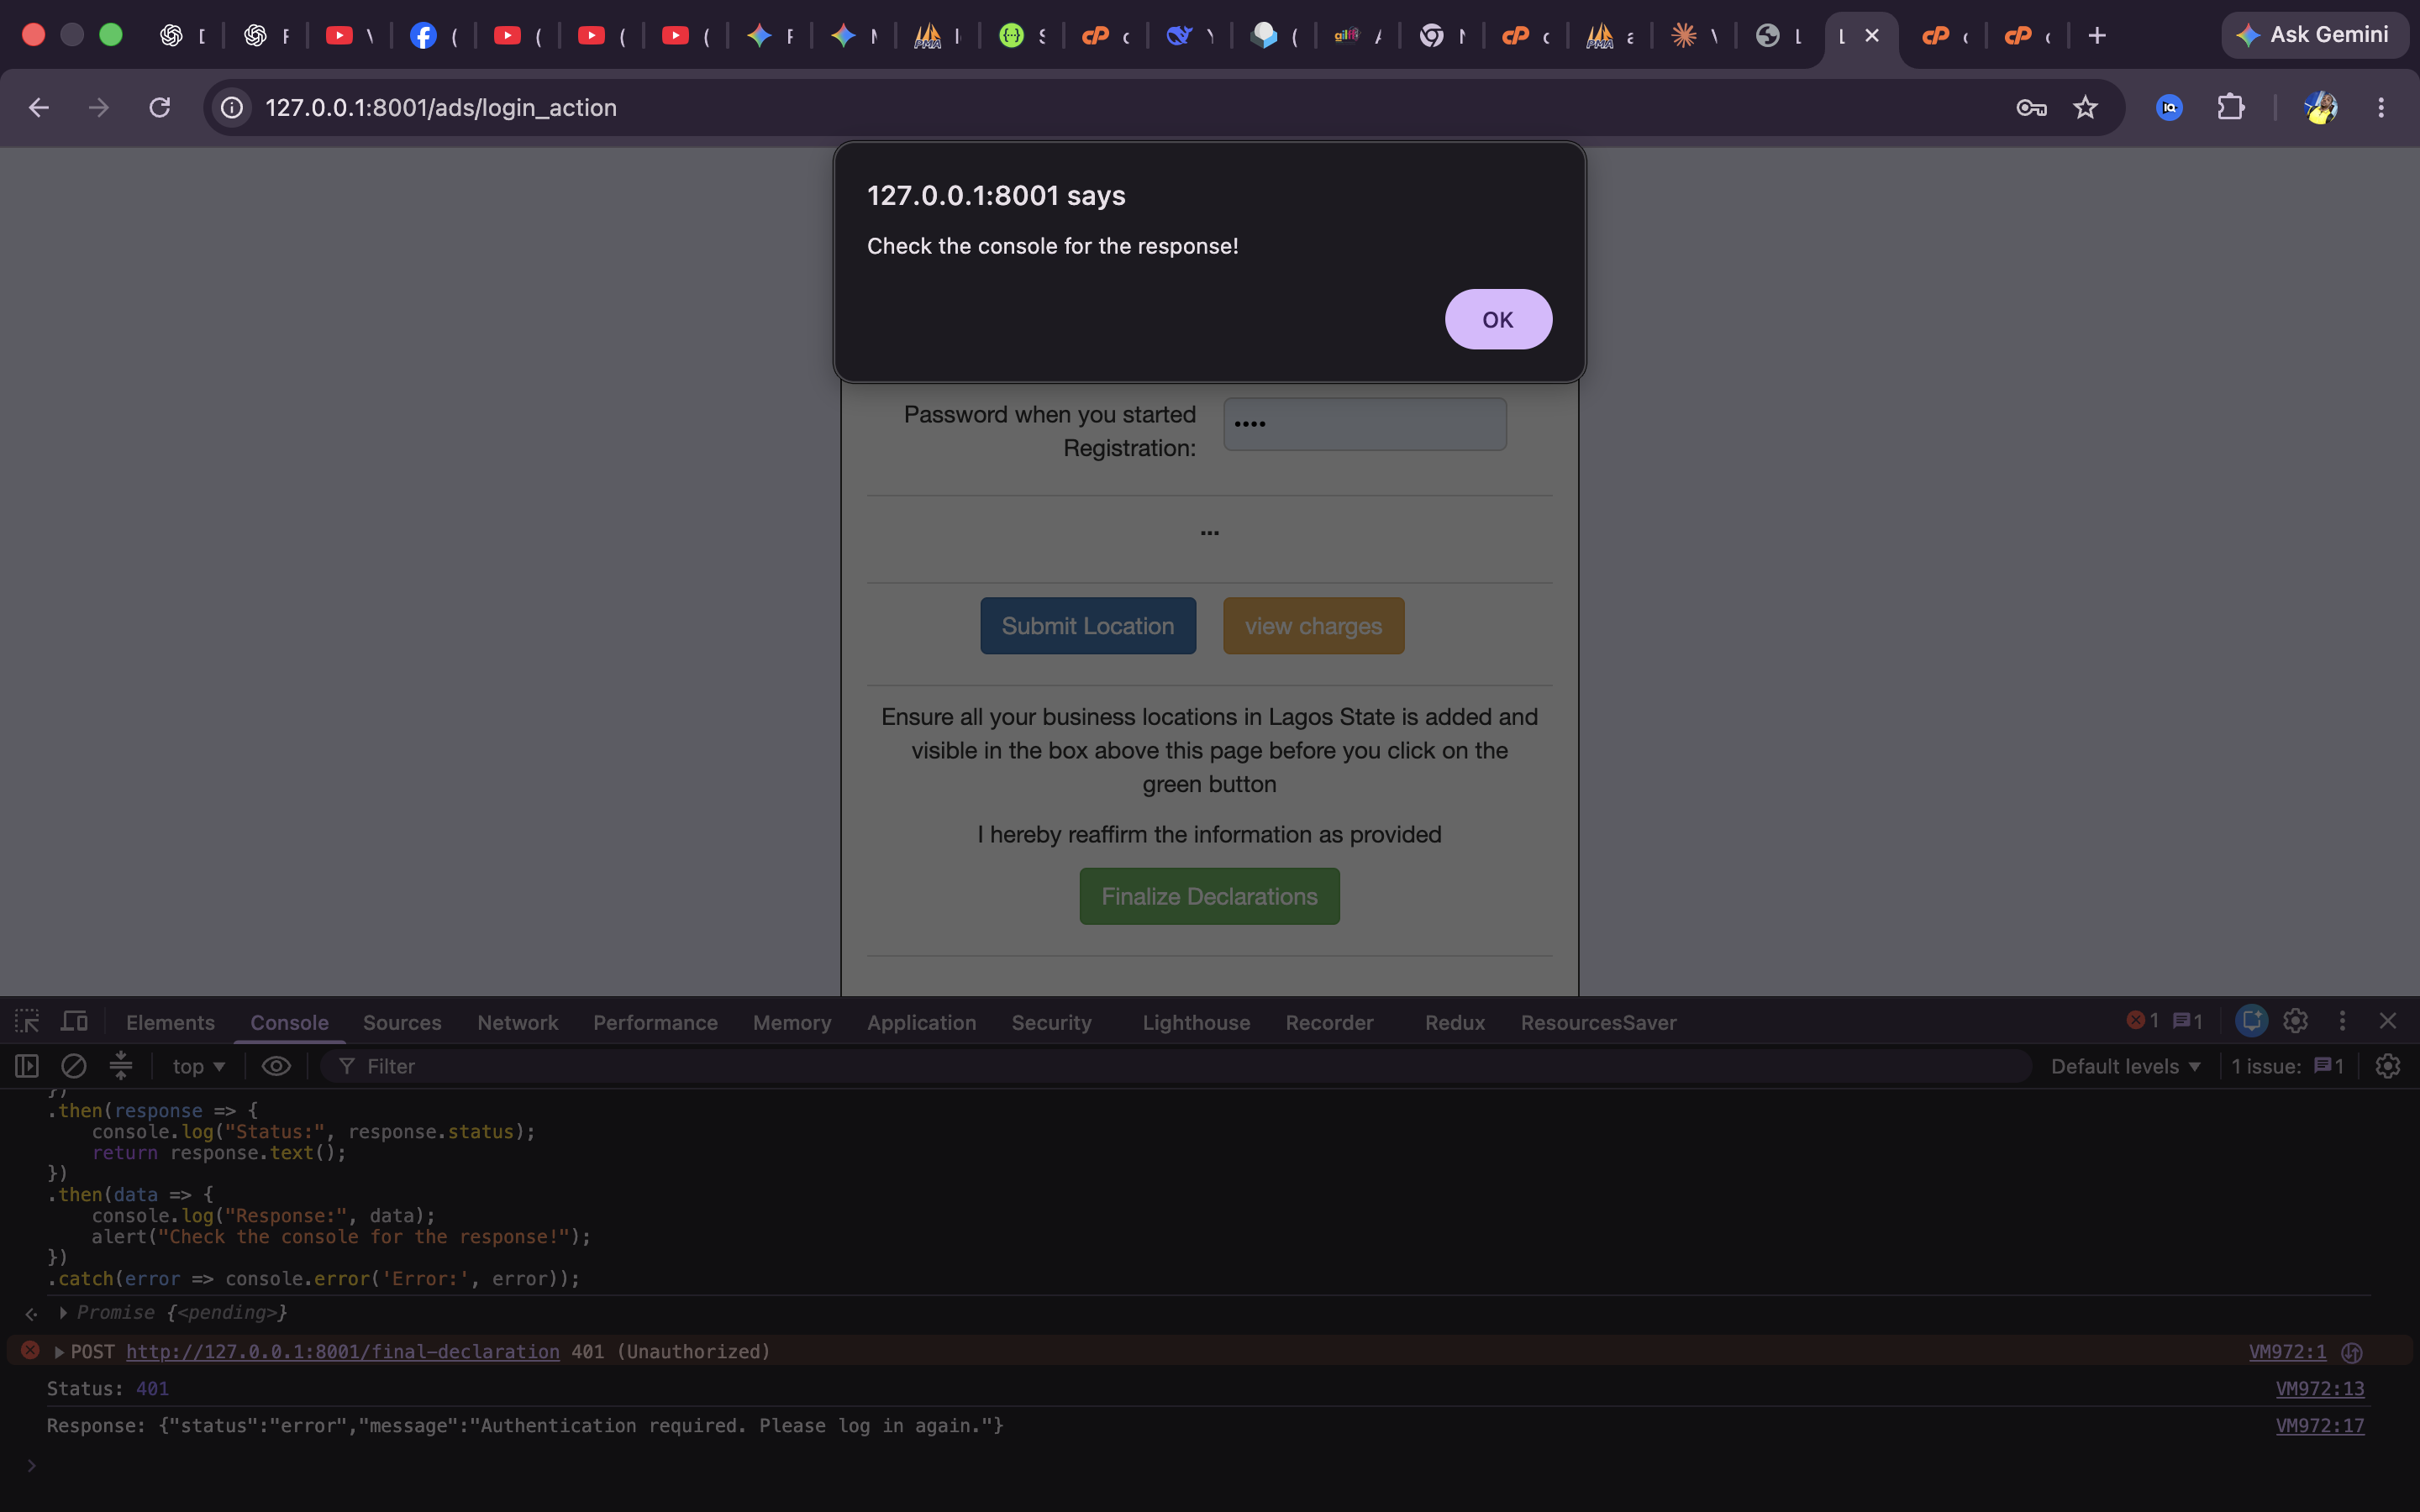 Ask Gemini
127.0.0.1:8001/ads/login_action
127.0.0.1:8001 says
Check the console for the response!
OK
Password when you started
Registration:
••••
...
Submit Location
view charges
Ensure all your business locations in Lagos State is added and
visible in the box above this page before you click on the
green button
I hereby reaffirm the information as provided
Finalize Declarations
Elements Console Sources Network Performance Memory Application Security Lighthouse Recorder Redux ResourcesSaver 1 1
top Filter Default levels 1 issue: 1
})
.then(response => {
console.log("Status:", response.status);
return response.text();
})
.then(data => {
console.log("Response:", data);
alert("Check the console for the response!");
})
.catch(error => console.error('Error:', error));
Promise {<pending>}
POST http://127.0.0.1:8001/final-declaration 401 (Unauthorized) VM972:1
Status: 401 VM972:13
Response: {"status":"error","message":"Authentication required. Please log in again."} VM972:17